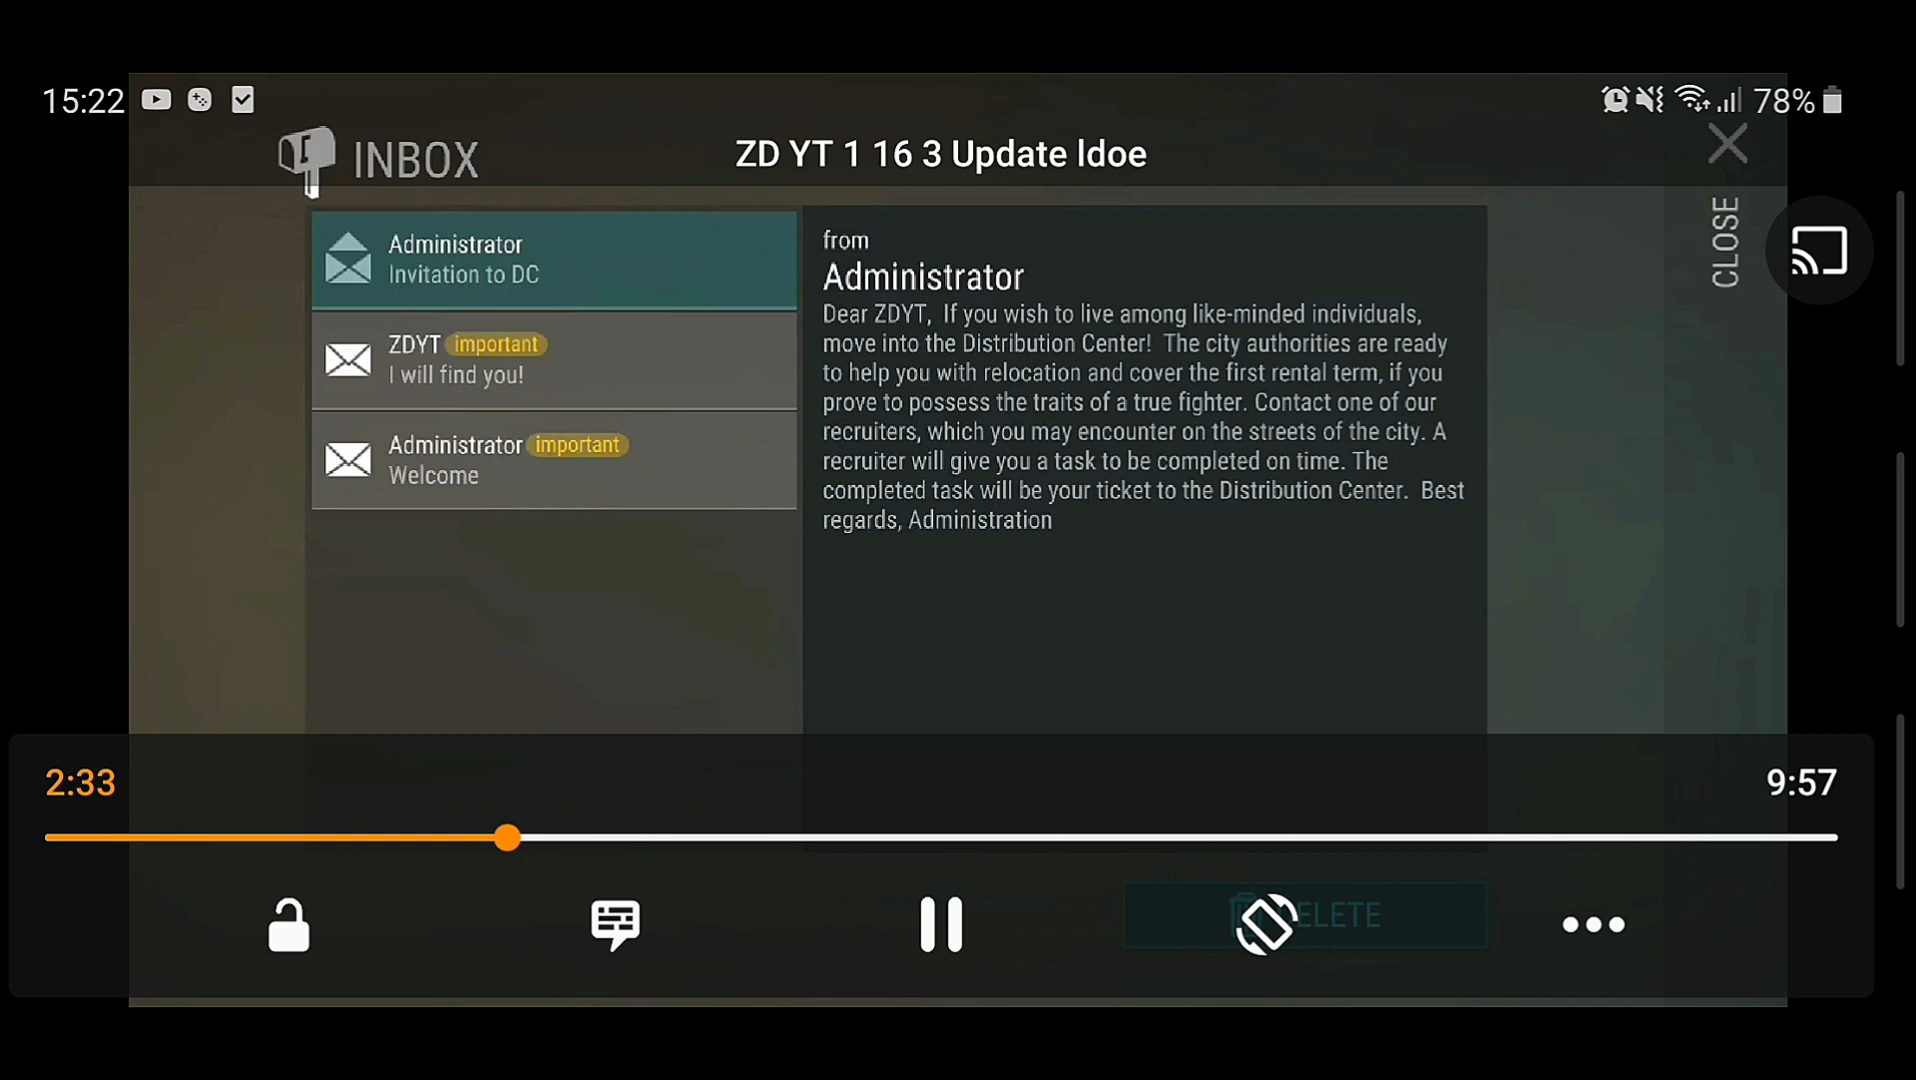 15:22
78%
INBOX
ZD YT 1 16 3 Update ldoe
CLOSE
Administrator
Invitation to DC
ZDYT important
I will find you!
Administrator important
Welcome
from
Administrator
Dear ZDYT, If you wish to live among like-minded individuals,
move into the Distribution Center! The city authorities are ready
to help you with relocation and cover the first rental term, if you
prove to possess the traits of a true fighter. Contact one of our
recruiters, which you may encounter on the streets of the city. A
recruiter will give you a task to be completed on time. The
completed task will be your ticket to the Distribution Center. Best
regards, Administration
2:33
9:57